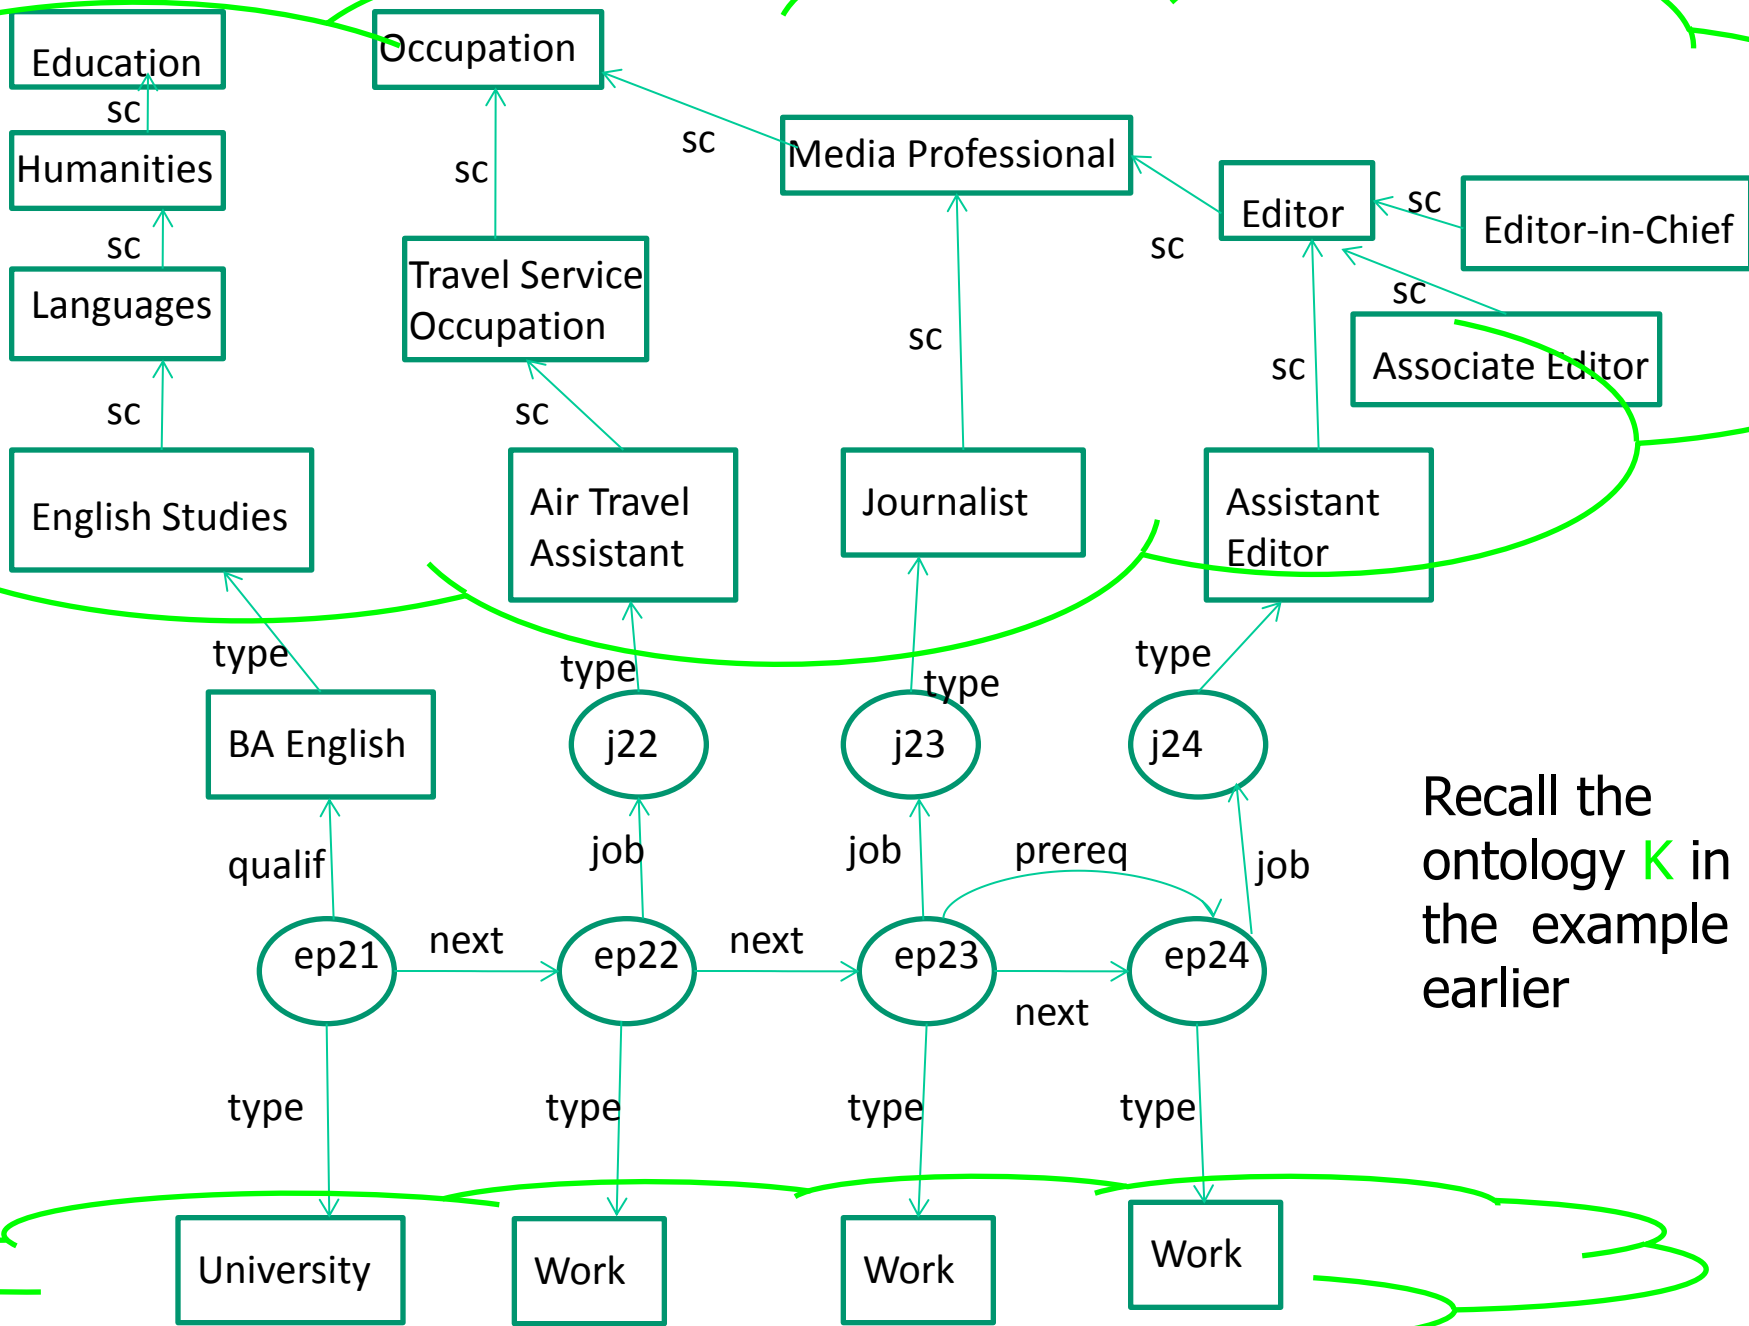 Education
Occupation
sc
sc
Media Professional
Humanities
sc
Editor
sc
Editor-in-Chief
sc
sc
Travel Service
Occupation
sc
Languages
sc
Associate Editor
sc
sc
sc
English Studies
Air Travel
Assistant
Journalist
Assistant
Editor
type
type
type
type
BA English
j22
j23
j24
Recall the
ontology K in
the example
earlier
qualif
job
job
prereq
job
ep21
next
ep22
next
ep23
next
ep24
type
type
type
type
University
Work
Work
Work